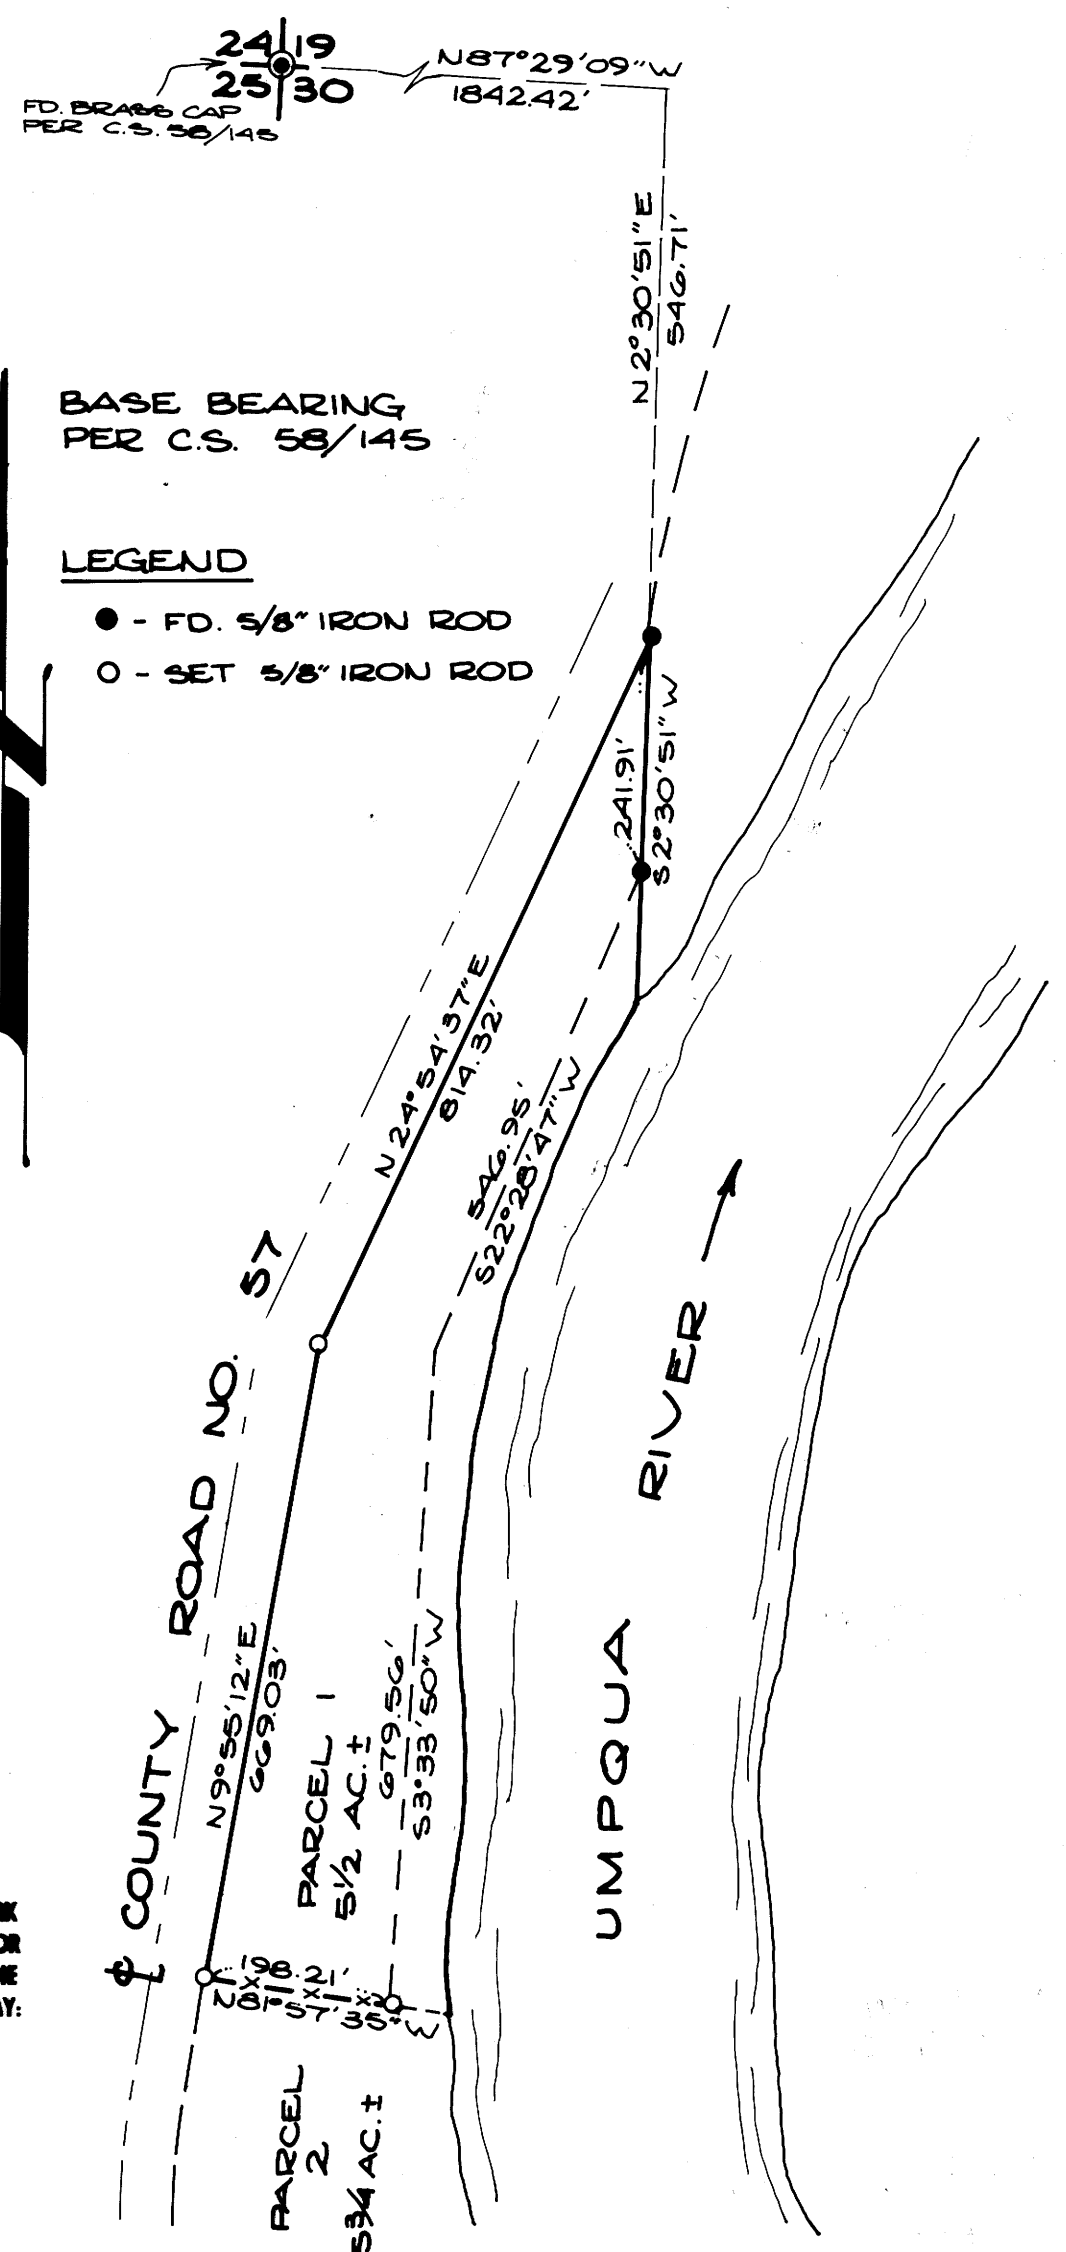 24 19
25 30
FD. BRASS CAP
PER C.S. 58/145
N87°29'09"W
1842.42'
N2°30'51"E
546.71'
BASE BEARING
PER C.S. 58/145
LEGEND
● - FD. 5/8" IRON ROD
○ - SET 5/8" IRON ROD
241.91'
S2°30'51"W
N24°54'37"E
814.32'
546.95'
S22°28'47"W
COUNTY ROAD NO. 57
UMPQUA RIVER
N9°55'12"E
669.03'
PARCEL 1
5 1/2 AC.±
679.56'
S3°33'50"W
198.21'
N81°57'35"W
PARCEL
2
5 3/4 AC.±